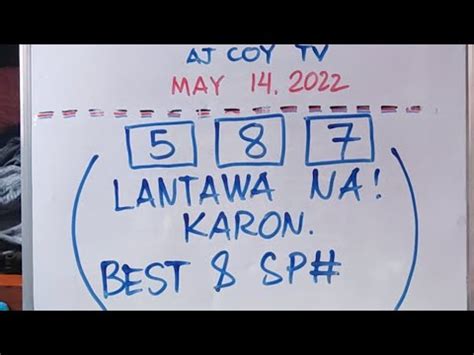 AJ COY TV
MAY 14, 2022
5 8 7
LANTAWA NA!
KARON.
BEST 8 SP#